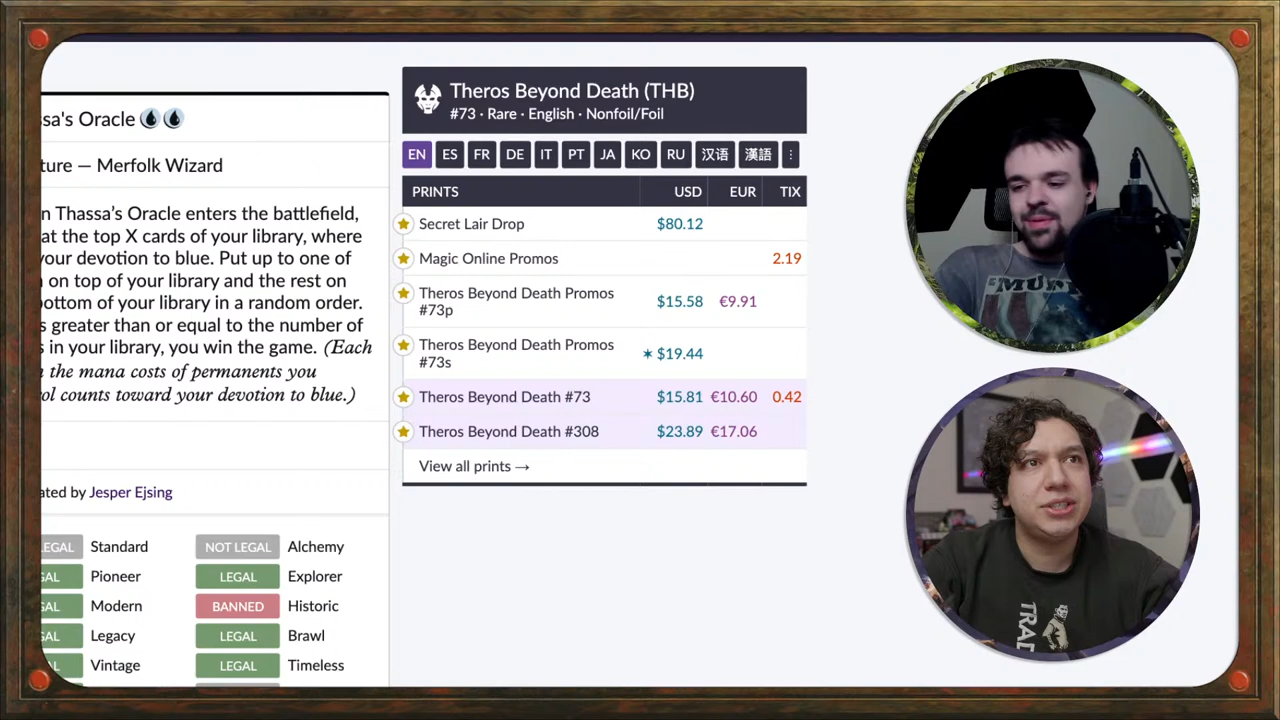 ssa's Oracle
ture — Merfolk Wizard
n Thassa's Oracle enters the battlefield,
at the top X cards of your library, where
your devotion to blue. Put up to one of
on top of your library and the rest on
bottom of your library in a random order.
s greater than or equal to the number of
s in your library, you win the game. (Each
n the mana costs of permanents you
rol counts toward your devotion to blue.)
ated by Jesper Ejsing
LEGAL Standard NOT LEGAL Alchemy
GAL Pioneer LEGAL Explorer
GAL Modern BANNED Historic
GAL Legacy LEGAL Brawl
GAL Vintage LEGAL Timeless
Theros Beyond Death (THB)
#73 · Rare · English · Nonfoil/Foil
EN ES FR DE IT PT JA KO RU 汉语 漢語
PRINTS USD EUR TIX
Secret Lair Drop $80.12
Magic Online Promos 2.19
Theros Beyond Death Promos
#73p $15.58 €9.91
Theros Beyond Death Promos
#73s ✶ $19.44
Theros Beyond Death #73 $15.81 €10.60 0.42
Theros Beyond Death #308 $23.89 €17.06
View all prints →
TRAD